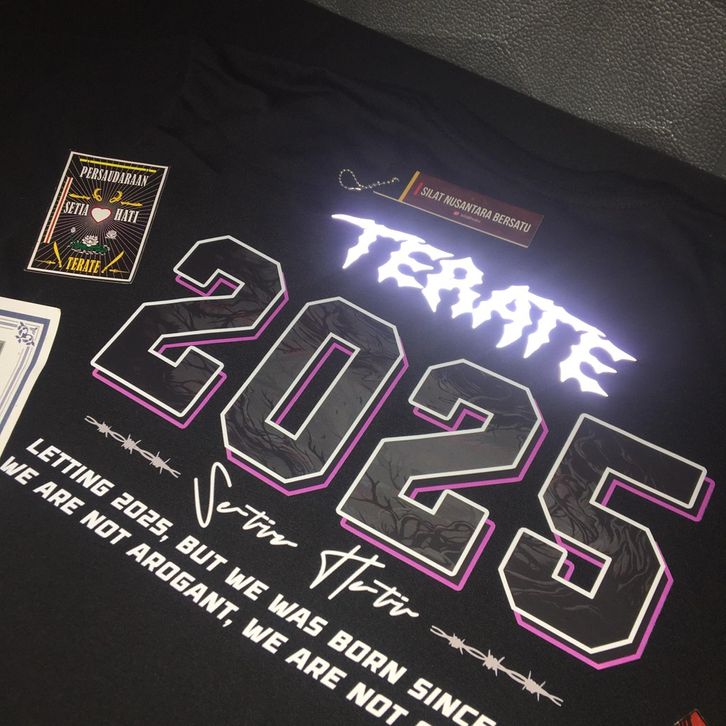 PERSAUDARAAN
SETIA HATI
TERATE
SILAT NUSANTARA BERSATU
TERATE
2025
Setia Hati
LETTING 2025, BUT WE WAS BORN SINCE
WE ARE NOT AROGANT, WE ARE NOT